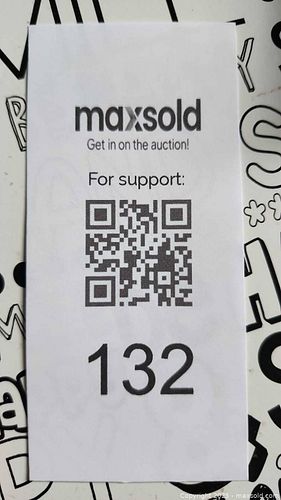 maxsold
Get in on the auction!
For support:
132
Copyright 2023 - maxsold.com